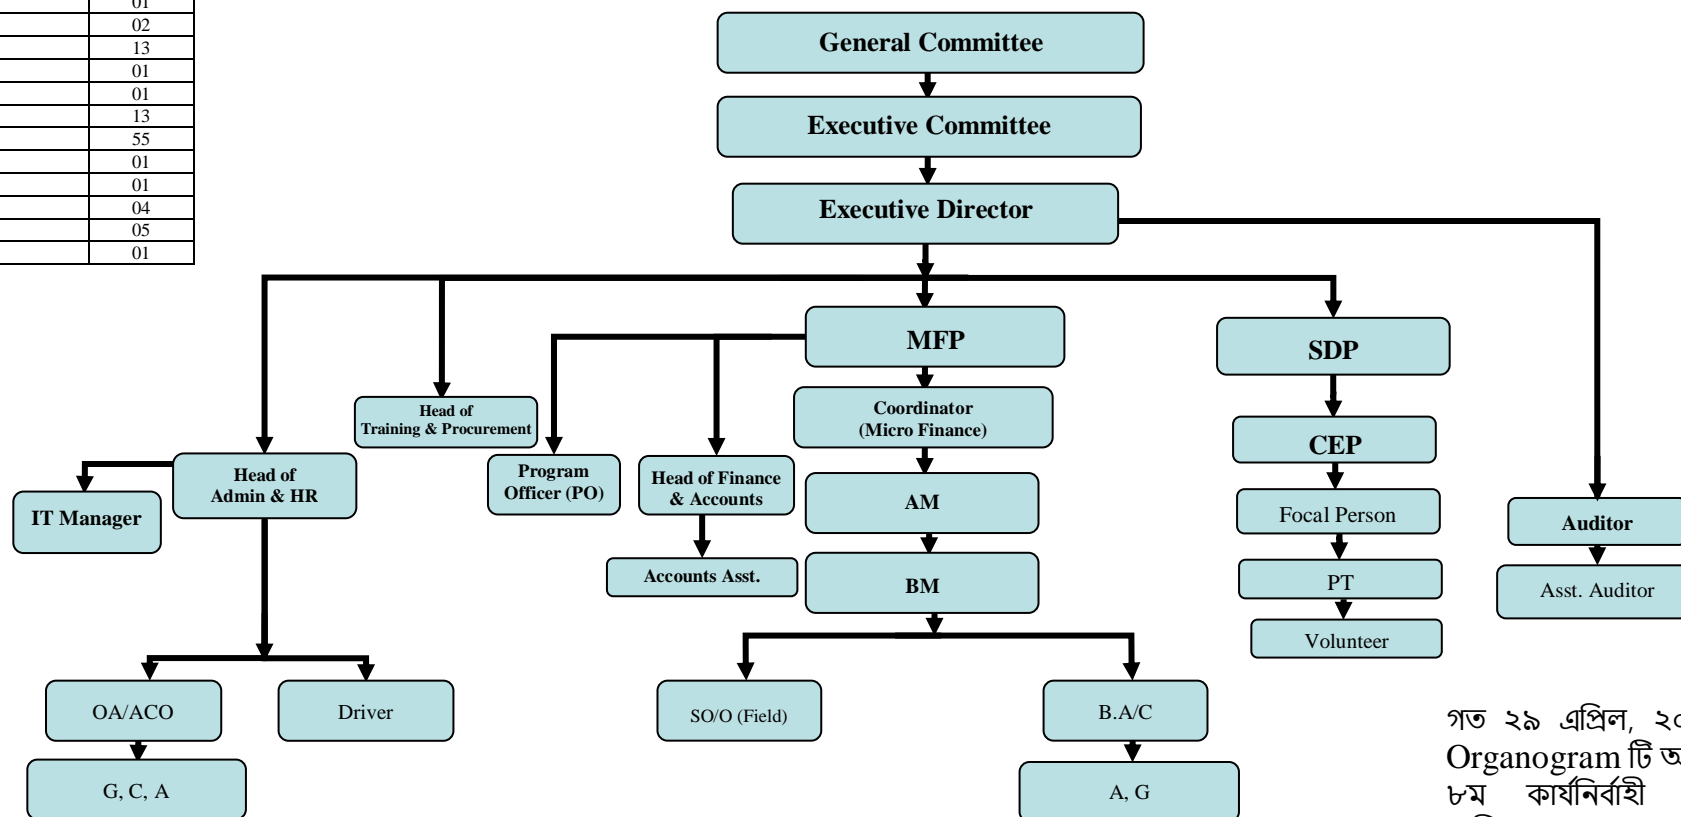 01
02
13
01
01
13
55
01
01
04
05
01
General Committee
Executive Committee
Executive Director
MFP
SDP
Head of
Training & Procurement
Coordinator
(Micro Finance)
CEP
Head of
Admin & HR
IT Manager
Program
Officer (PO)
Head of Finance
& Accounts
AM
Focal Person
Auditor
Accounts Asst.
BM
PT
Asst. Auditor
Volunteer
OA/ACO
Driver
SO/O (Field)
B.A/C
G, C, A
A, G
গত ২৯ এপ্রিল,
Organogram টি
৮ম কার্যনির্বাহী